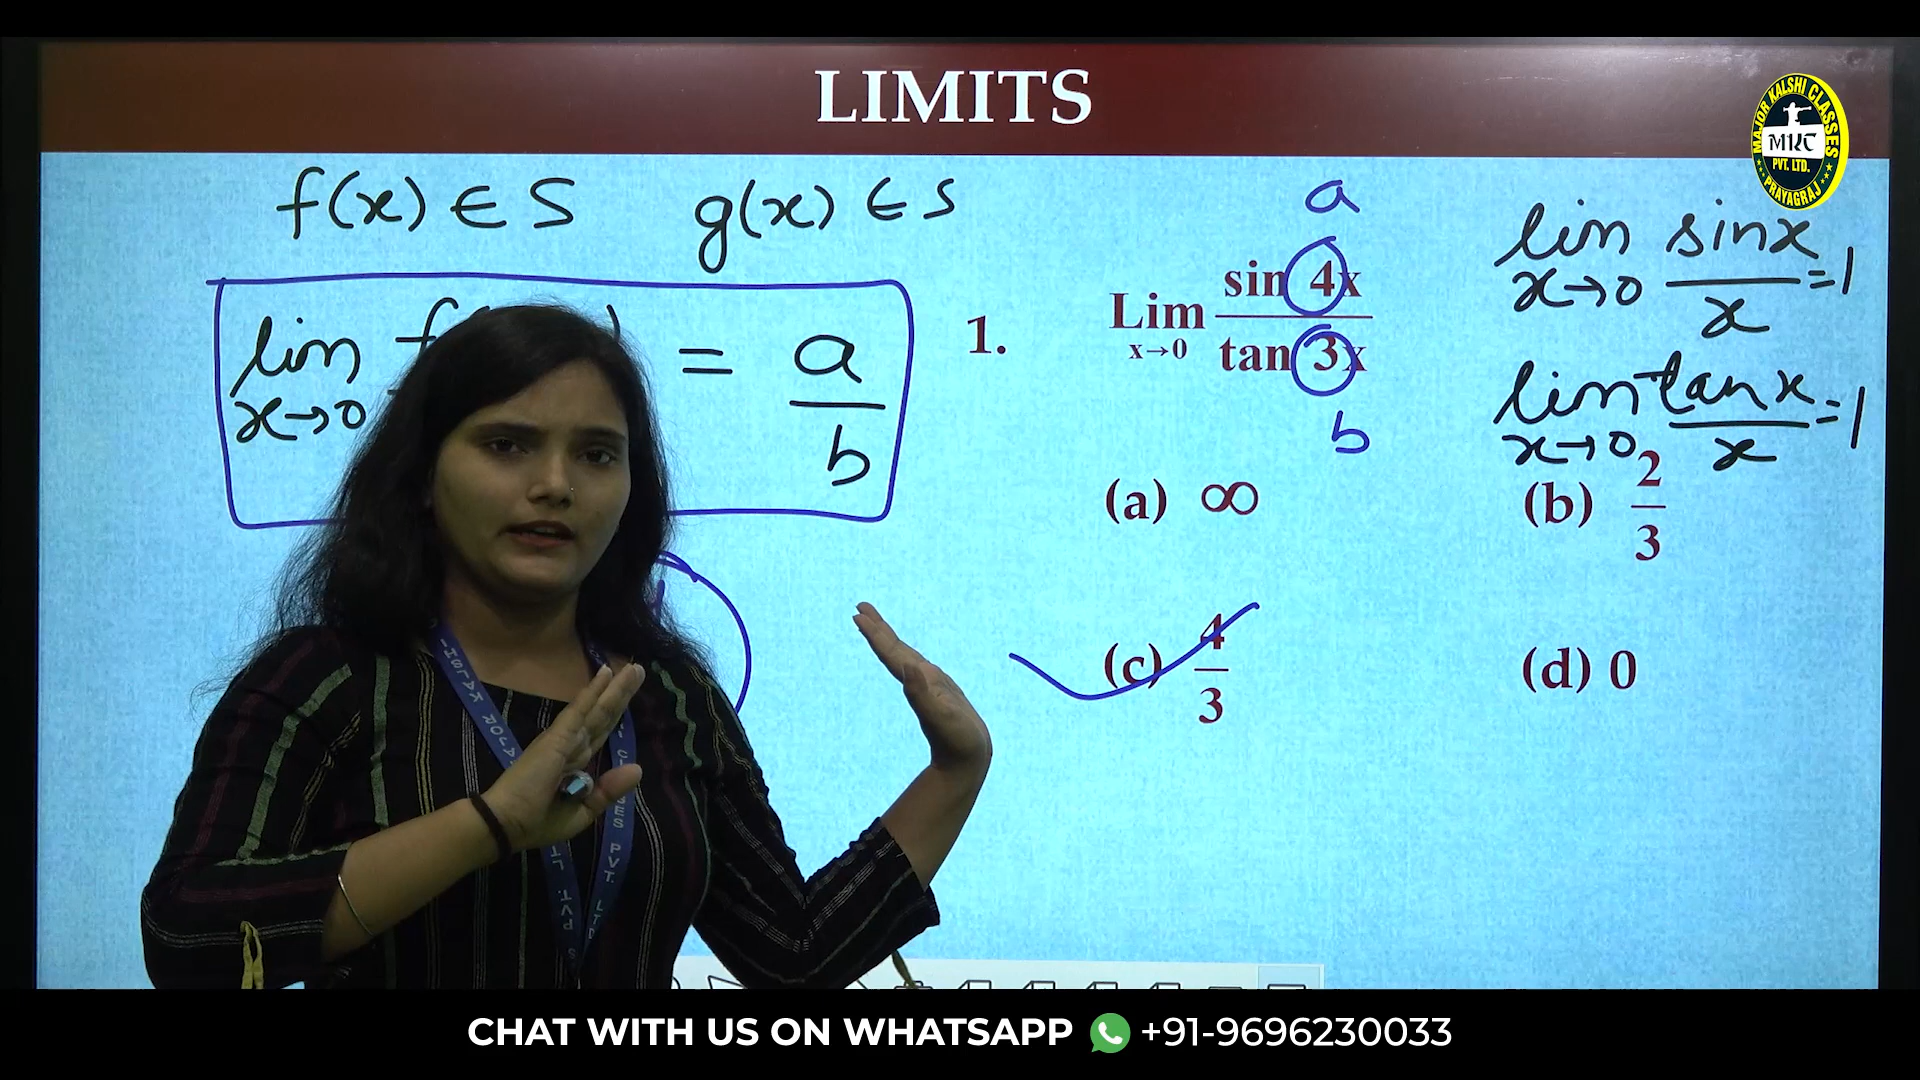 LIMITS
MAJOR KALSHI CLASSES
MKC
PVT. LTD.
PRAYAGRAJ
f(x) ∈ S g(x) ∈ S
lim x→0 = a/b
1. Lim x→0 sin 4x / tan 3x
a
b
lim x→0 sinx/x = 1
lim x→0 tanx/x = 1
(a) ∞
(b) 2/3
(c) 4/3
(d) 0
CHAT WITH US ON WHATSAPP +91-9696230033